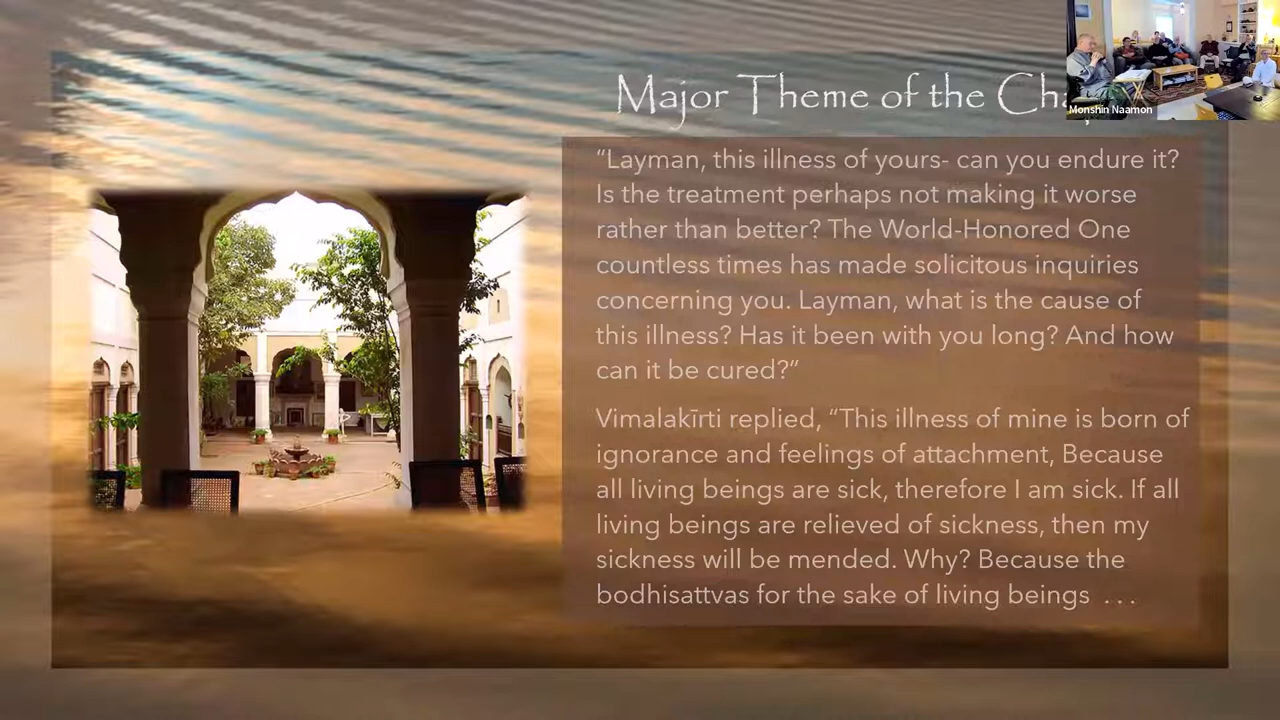 Major Theme of the
Monshin Naamon
“Layman, this illness of yours- can you endure it?
Is the treatment perhaps not making it worse
rather than better? The World-Honored One
countless times has made solicitous inquiries
concerning you. Layman, what is the cause of
this illness? Has it been with you long? And how
can it be cured?”
Vimalakīrti replied, “This illness of mine is born of
ignorance and feelings of attachment, Because
all living beings are sick, therefore I am sick. If all
living beings are relieved of sickness, then my
sickness will be mended. Why? Because the
bodhisattvas for the sake of living beings . . .